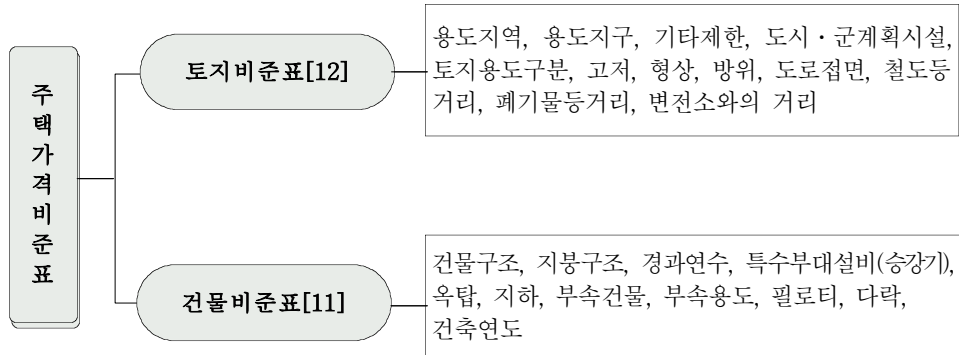 주택가격비준표
토지비준표[12]
용도지역, 용도지구, 기타제한, 도시・군계획시설,
토지용도구분, 고저, 형상, 방위, 도로접면, 철도등
거리, 폐기물등거리, 변전소와의 거리
건물비준표[11]
건물구조, 지붕구조, 경과연수, 특수부대설비(승강기),
옥탑, 지하, 부속건물, 부속용도, 필로티, 다락,
건축연도